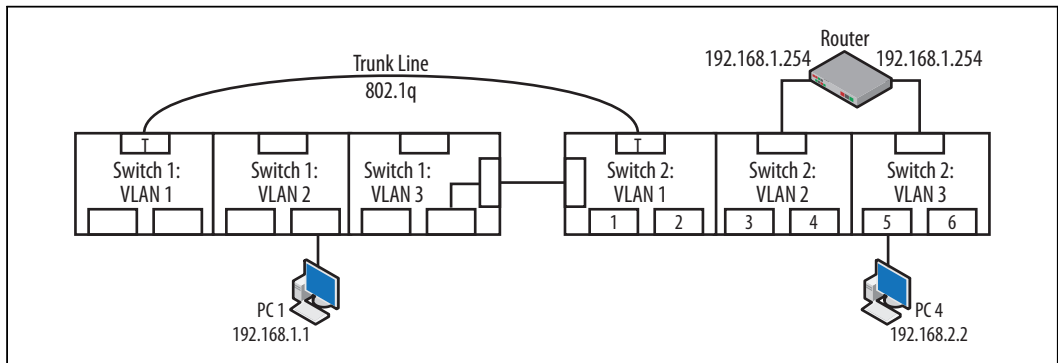 Router
192.168.1.254
192.168.1.254
Trunk Line
802.1q
T
T
Switch 1:
VLAN 1
Switch 1:
VLAN 2
Switch 1:
VLAN 3
Switch 2:
VLAN 1
Switch 2:
VLAN 2
Switch 2:
VLAN 3
1
2
3
4
5
6
PC 1
192.168.1.1
PC 4
192.168.2.2